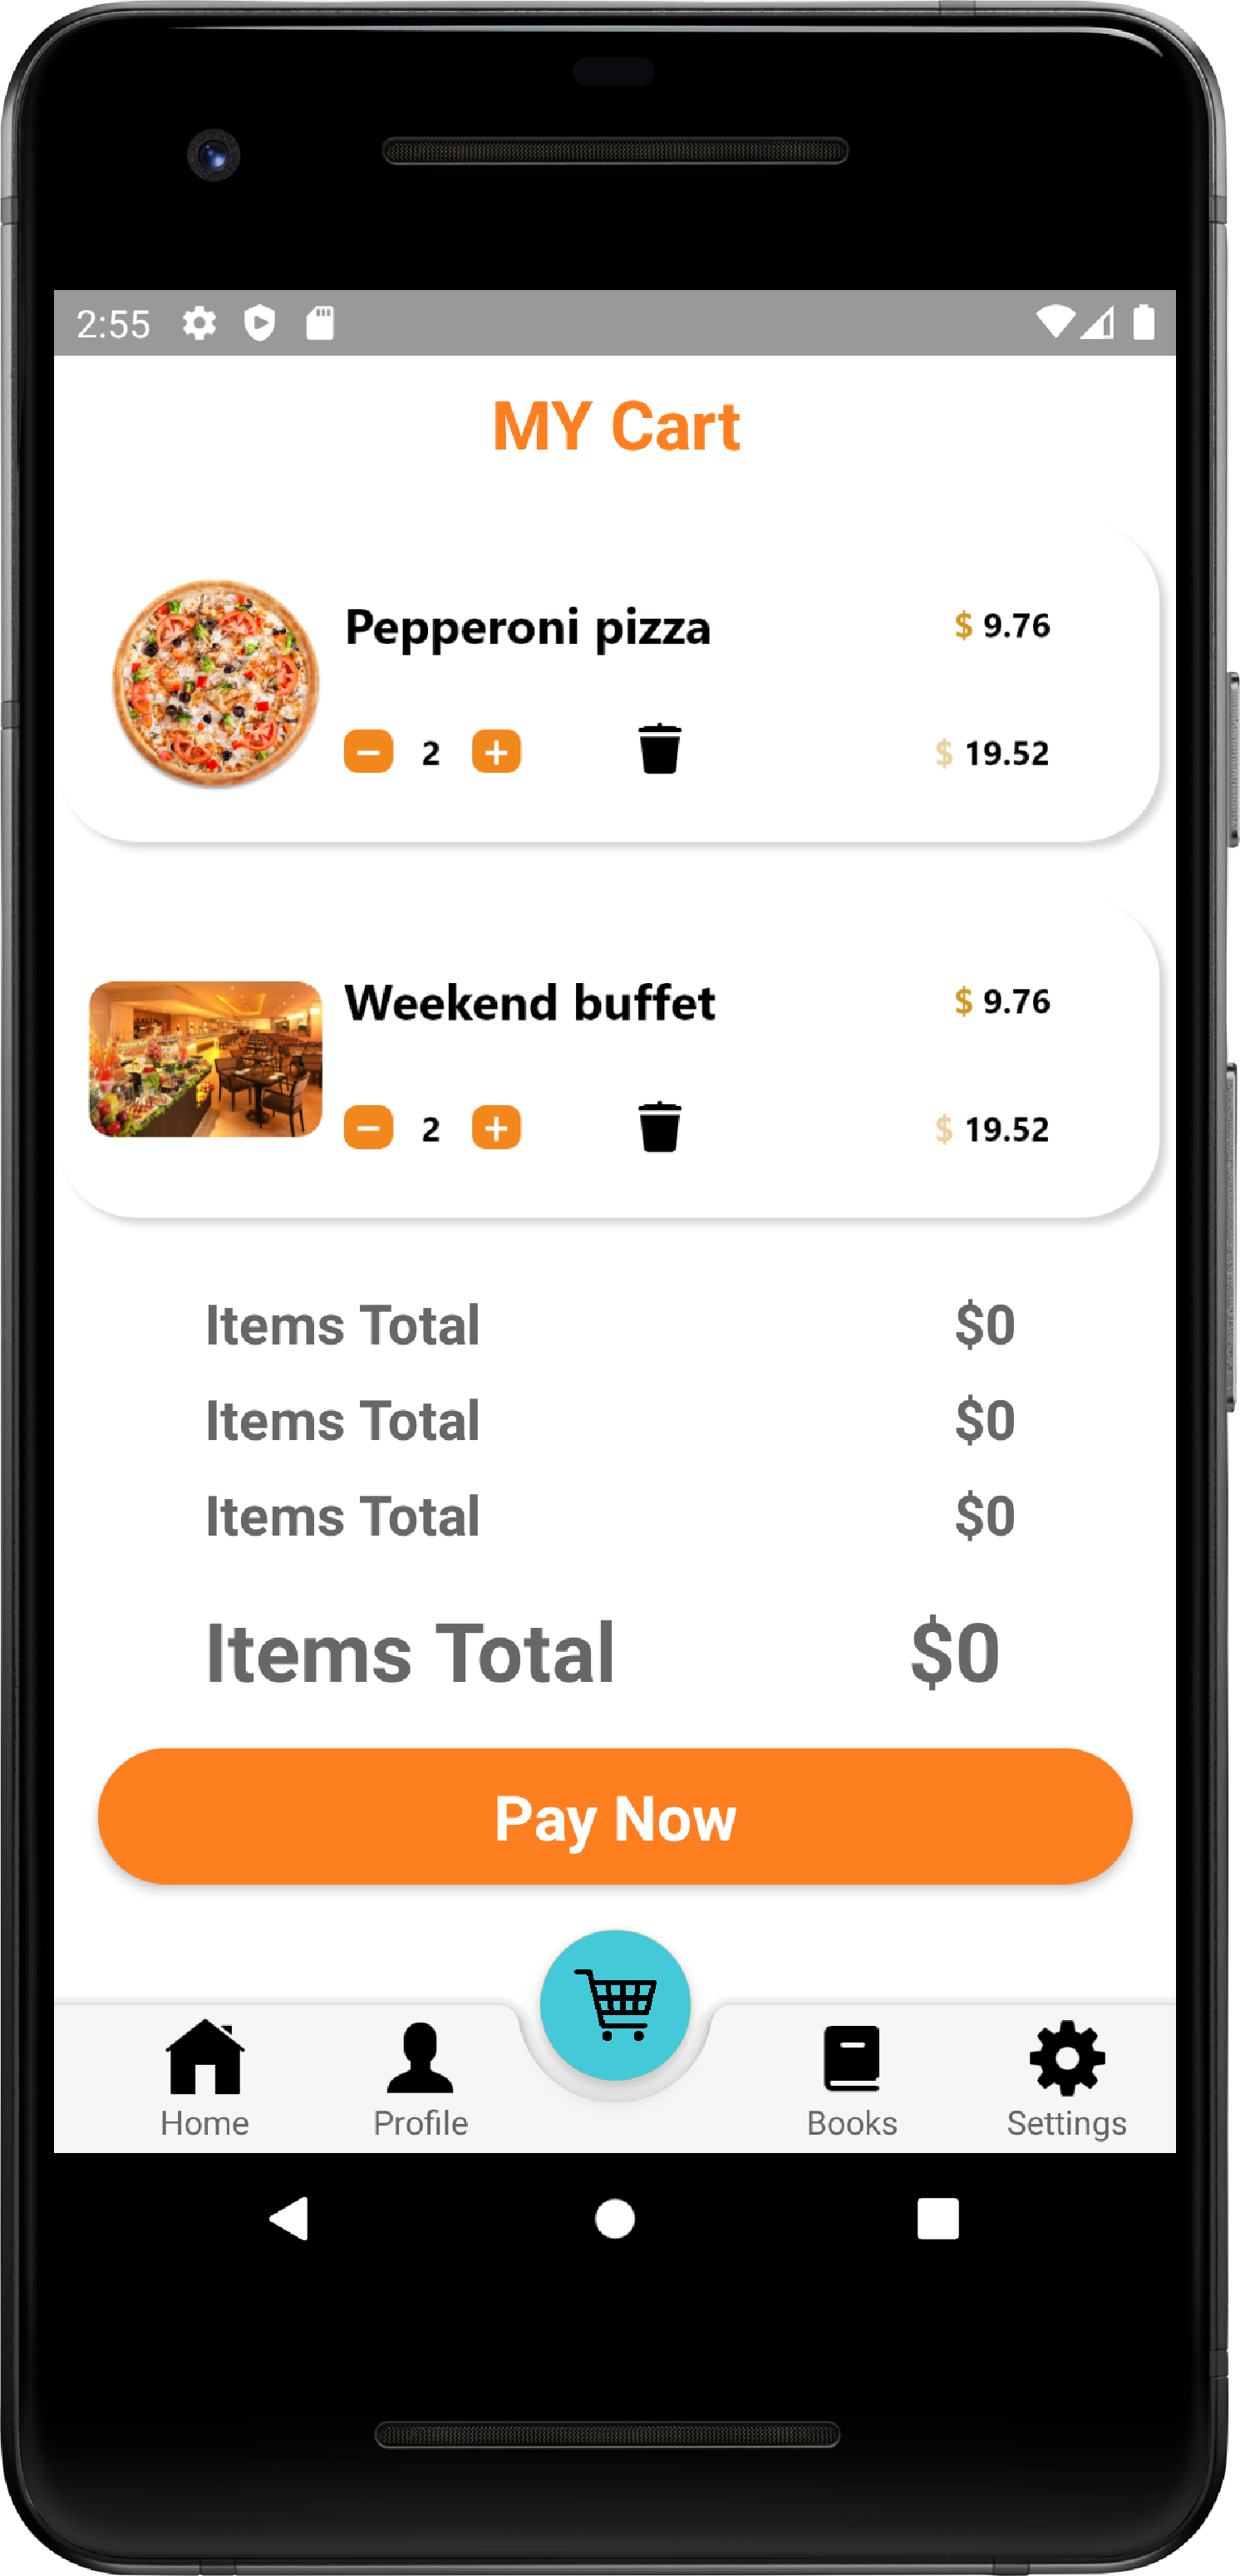 2:55
MY Cart
Pepperoni pizza $ 9.76
2 $ 19.52
Weekend buffet $ 9.76
2 $ 19.52
Items Total $0
Items Total $0
Items Total $0
Items Total $0
Pay Now
Home Profile Books Settings